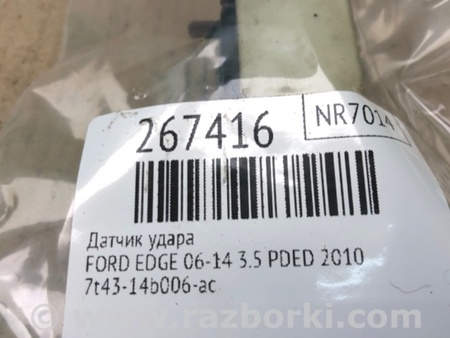 267416
NR7014
Датчик удара
FORD EDGE 06-14 3.5 PDED 2010
7t43-14b006-ac
www.razborki.com